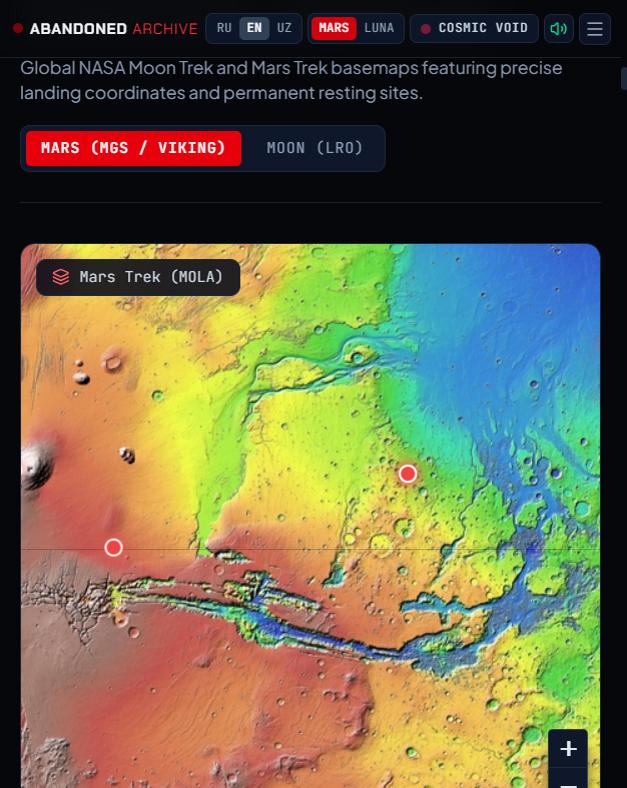 ABANDONED ARCHIVE RU EN UZ MARS LUNA COSMIC VOID
Global NASA Moon Trek and Mars Trek basemaps featuring precise
landing coordinates and permanent resting sites.
MARS (MGS / VIKING) MOON (LRO)
Mars Trek (MOLA)
+
−